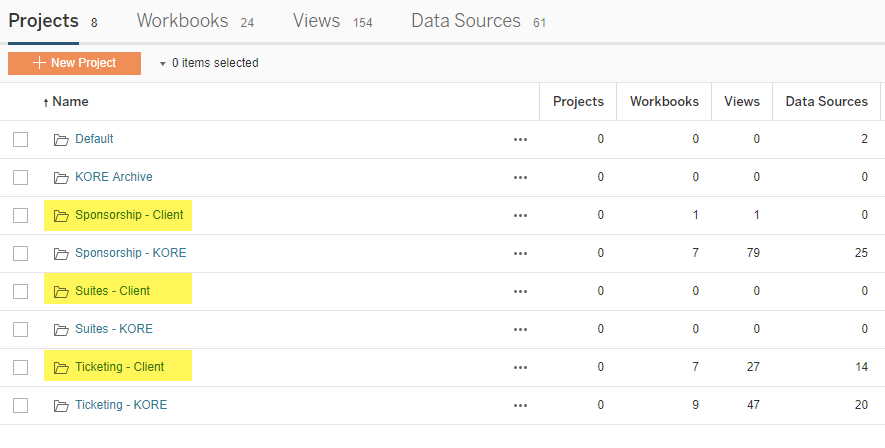 Projects 8 Workbooks 24 Views 154 Data Sources 61
New Project 0 items selected
Name Projects Workbooks Views Data Sources
Default 0 0 0 2
KORE Archive 0 0 0 0
Sponsorship - Client 0 1 1 0
Sponsorship - KORE 0 7 79 25
Suites - Client 0 0 0 0
Suites - KORE 0 0 0 0
Ticketing - Client 0 7 27 14
Ticketing - KORE 0 9 47 20